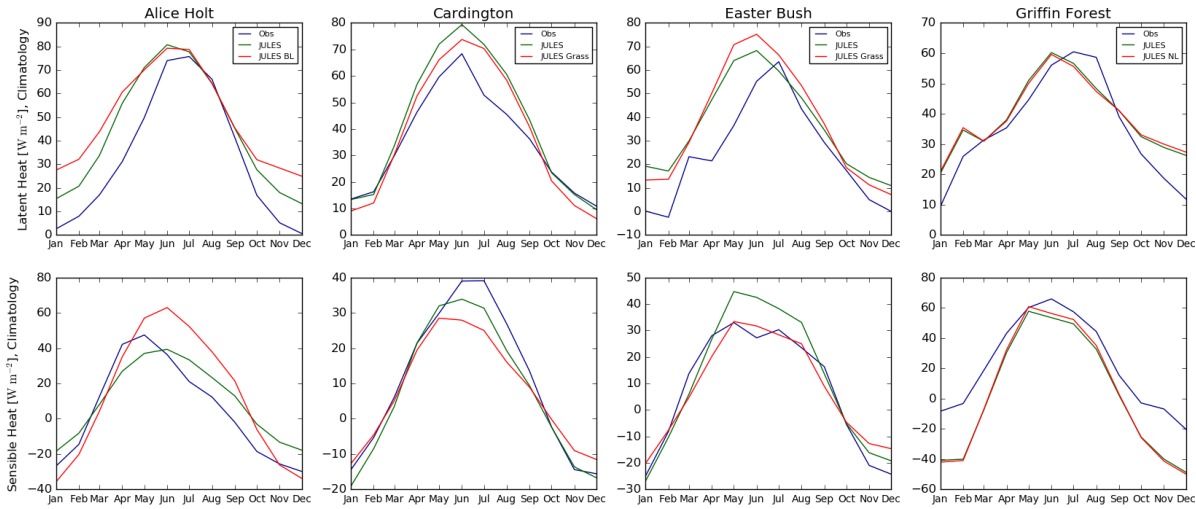 Alice Holt
Cardington
Easter Bush
Griffin Forest
Latent Heat [W m⁻²], Climatology
90
80
70
60
50
40
30
20
10
0
Obs
JULES
JULES BL
Jan Feb Mar Apr May Jun Jul Aug Sep Oct Nov Dec
80
70
60
50
40
30
20
10
0
Obs
JULES
JULES Grass
Jan Feb Mar Apr May Jun Jul Aug Sep Oct Nov Dec
80
70
60
50
40
30
20
10
0
−10
Obs
JULES
JULES Grass
Jan Feb Mar Apr May Jun Jul Aug Sep Oct Nov Dec
70
60
50
40
30
20
10
0
Obs
JULES
JULES NL
Jan Feb Mar Apr May Jun Jul Aug Sep Oct Nov Dec
Sensible Heat [W m⁻²], Climatology
80
60
40
20
0
−20
−40
Jan Feb Mar Apr May Jun Jul Aug Sep Oct Nov Dec
40
30
20
10
0
−10
−20
Jan Feb Mar Apr May Jun Jul Aug Sep Oct Nov Dec
50
40
30
20
10
0
−10
−20
−30
Jan Feb Mar Apr May Jun Jul Aug Sep Oct Nov Dec
80
60
40
20
0
−20
−40
−60
Jan Feb Mar Apr May Jun Jul Aug Sep Oct Nov Dec